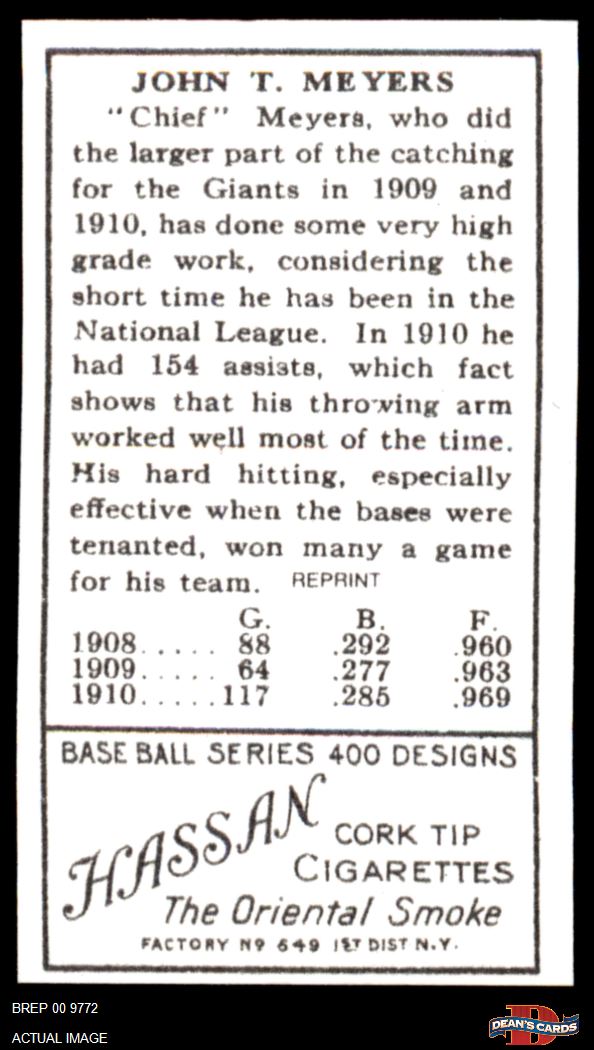 JOHN T. MEYERS
"Chief" Meyers, who did
the larger part of the catching
for the Giants in 1909 and
1910, has done some very high
grade work, considering the
short time he has been in the
National League. In 1910 he
had 154 assists, which fact
shows that his throwing arm
worked well most of the time.
His hard hitting, especially
effective when the bases were
tenanted, won many a game
for his team. REPRINT
G. B. F.
1908..... 88 .292 .960
1909..... 64 .277 .963
1910.....117 .285 .969
BASE BALL SERIES 400 DESIGNS
HASSAN
CORK TIP
CIGARETTES
The Oriental Smoke
FACTORY Nº 649 1ST DIST N.Y.
BREP 00 9772
ACTUAL IMAGE
D
DEAN'S CARDS